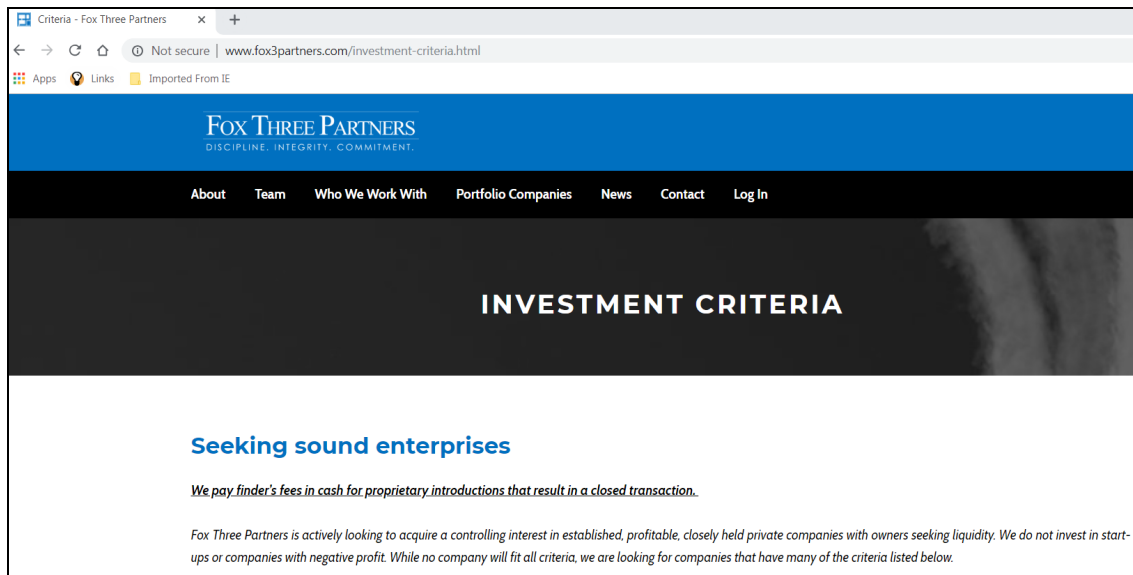 Criteria - Fox Three Partners
Not secure | www.fox3partners.com/investment-criteria.html
Apps Links Imported From IE
FOX THREE PARTNERS
DISCIPLINE. INTEGRITY. COMMITMENT.
About Team Who We Work With Portfolio Companies News Contact Log In
INVESTMENT CRITERIA
Seeking sound enterprises
We pay finder's fees in cash for proprietary introductions that result in a closed transaction.
Fox Three Partners is actively looking to acquire a controlling interest in established, profitable, closely held private companies with owners seeking liquidity. We do not invest in start-
ups or companies with negative profit. While no company will fit all criteria, we are looking for companies that have many of the criteria listed below.